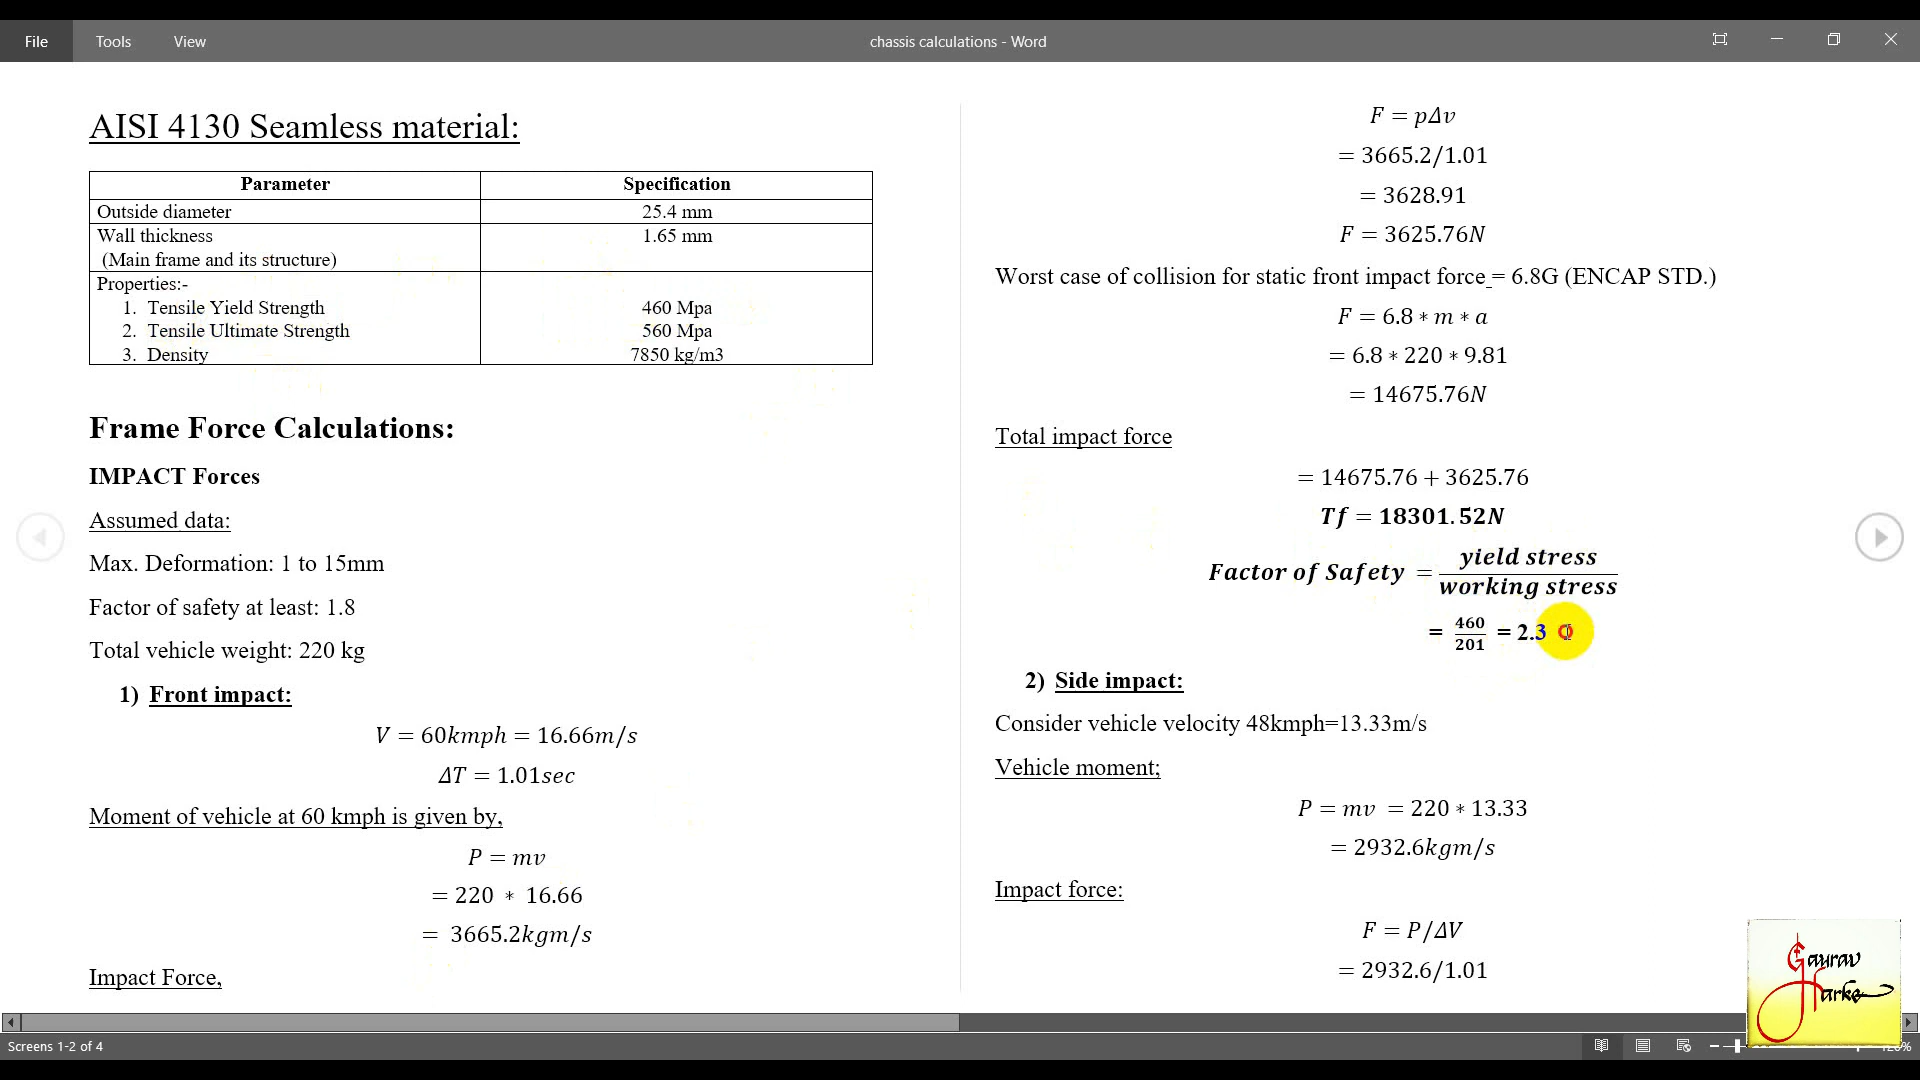 File Tools View chassis calculations - Word
AISI 4130 Seamless material:
Parameter Specification
Outside diameter 25.4 mm
Wall thickness 1.65 mm
(Main frame and its structure)
Properties:-
1. Tensile Yield Strength 460 Mpa
2. Tensile Ultimate Strength 560 Mpa
3. Density 7850 kg/m3
Frame Force Calculations:
IMPACT Forces
Assumed data:
Max. Deformation: 1 to 15mm
Factor of safety at least: 1.8
Total vehicle weight: 220 kg
1) Front impact:
V = 60kmph = 16.66m/s
ΔT = 1.01sec
Moment of vehicle at 60 kmph is given by,
P = mv
= 220 * 16.66
= 3665.2kgm/s
Impact Force,
F = pΔv
= 3665.2/1.01
= 3628.91
F = 3625.76N
Worst case of collision for static front impact force = 6.8G (ENCAP STD.)
F = 6.8 * m * a
= 6.8 * 220 * 9.81
= 14675.76N
Total impact force
= 14675.76 + 3625.76
Tf = 18301.52N
Factor of Safety = yield stress / working stress
= 460/201 = 2.3
2) Side impact:
Consider vehicle velocity 48kmph=13.33m/s
Vehicle moment;
P = mv = 220 * 13.33
= 2932.6kgm/s
Impact force:
F = P/ΔV
= 2932.6/1.01
Gaurav
Screens 1-2 of 4